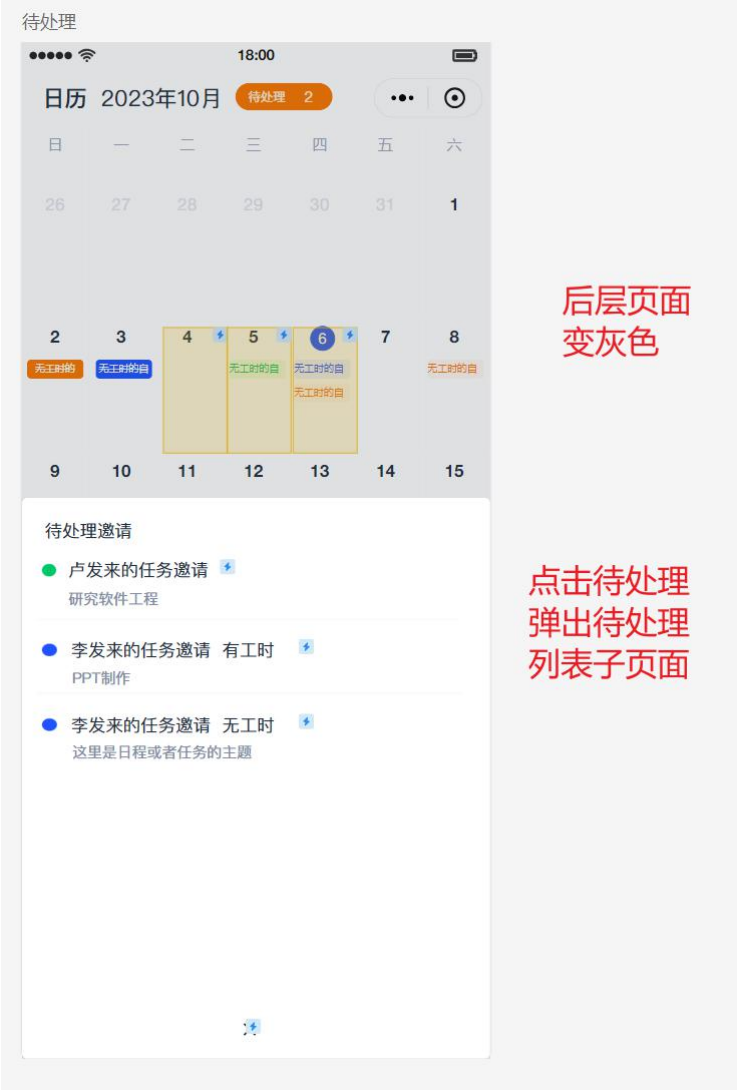 待处理
18:00
日历 2023年10月 待处理 2
日 一 二 三 四 五 六
26 27 28 29 30 31 1
2 3 4 5 6 7 8
无工时的 无工时的自 无工时的自 无工时的自 无工时的自
无工时的自
9 10 11 12 13 14 15
后层页面
变灰色
待处理邀请
卢发来的任务邀请
研究软件工程
李发来的任务邀请 有工时
PPT制作
李发来的任务邀请 无工时
这里是日程或者任务的主题
点击待处理
弹出待处理
列表子页面